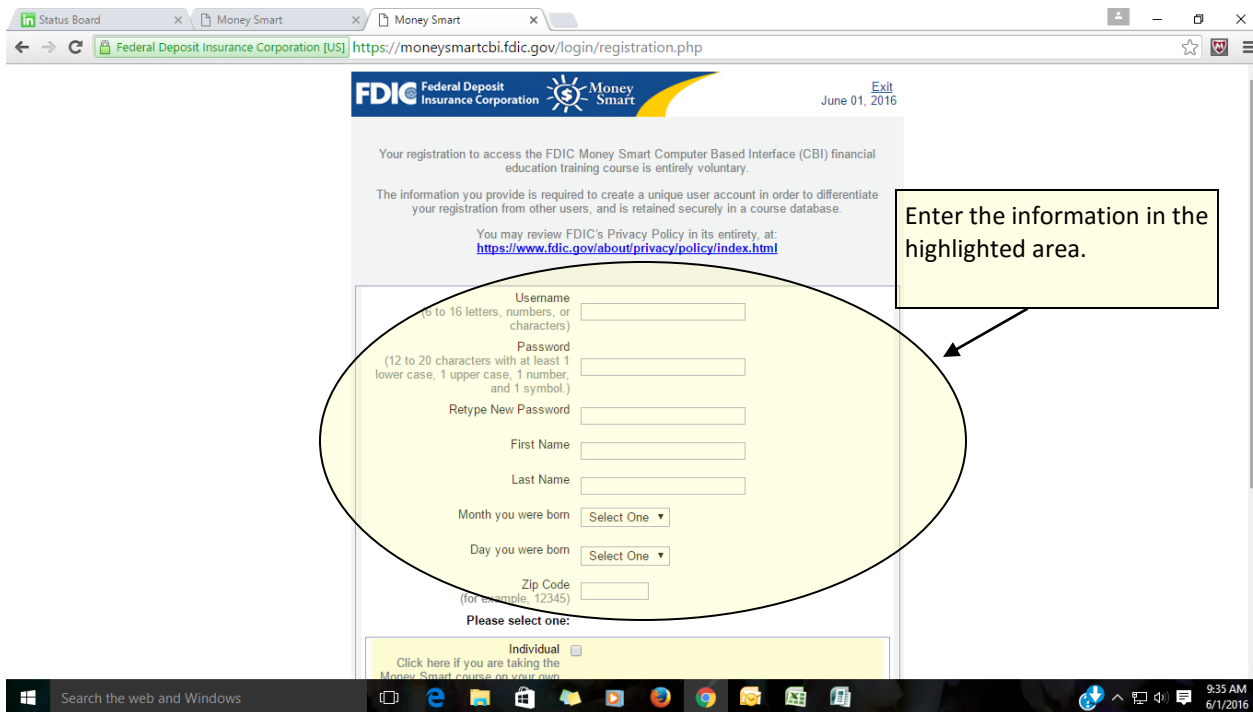 Status Board
Money Smart
Money Smart
Federal Deposit Insurance Corporation [US] https://moneysmartcbi.fdic.gov/login/registration.php
FDIC Federal Deposit Insurance Corporation
Money Smart
Exit
June 01, 2016
Your registration to access the FDIC Money Smart Computer Based Interface (CBI) financial
education training course is entirely voluntary.
The information you provide is required to create a unique user account in order to differentiate
your registration from other users, and is retained securely in a course database.
You may review FDIC's Privacy Policy in its entirety, at:
https://www.fdic.gov/about/privacy/policy/index.html
Enter the information in the
highlighted area.
Username
(6 to 16 letters, numbers, or
characters)
Password
(12 to 20 characters with at least 1
lower case, 1 upper case, 1 number,
and 1 symbol.)
Retype New Password
First Name
Last Name
Month you were born
Select One
Day you were born
Select One
Zip Code
(for example, 12345)
Please select one:
Individual
Click here if you are taking the
Money Smart course on your own
Search the web and Windows
9:35 AM
6/1/2016